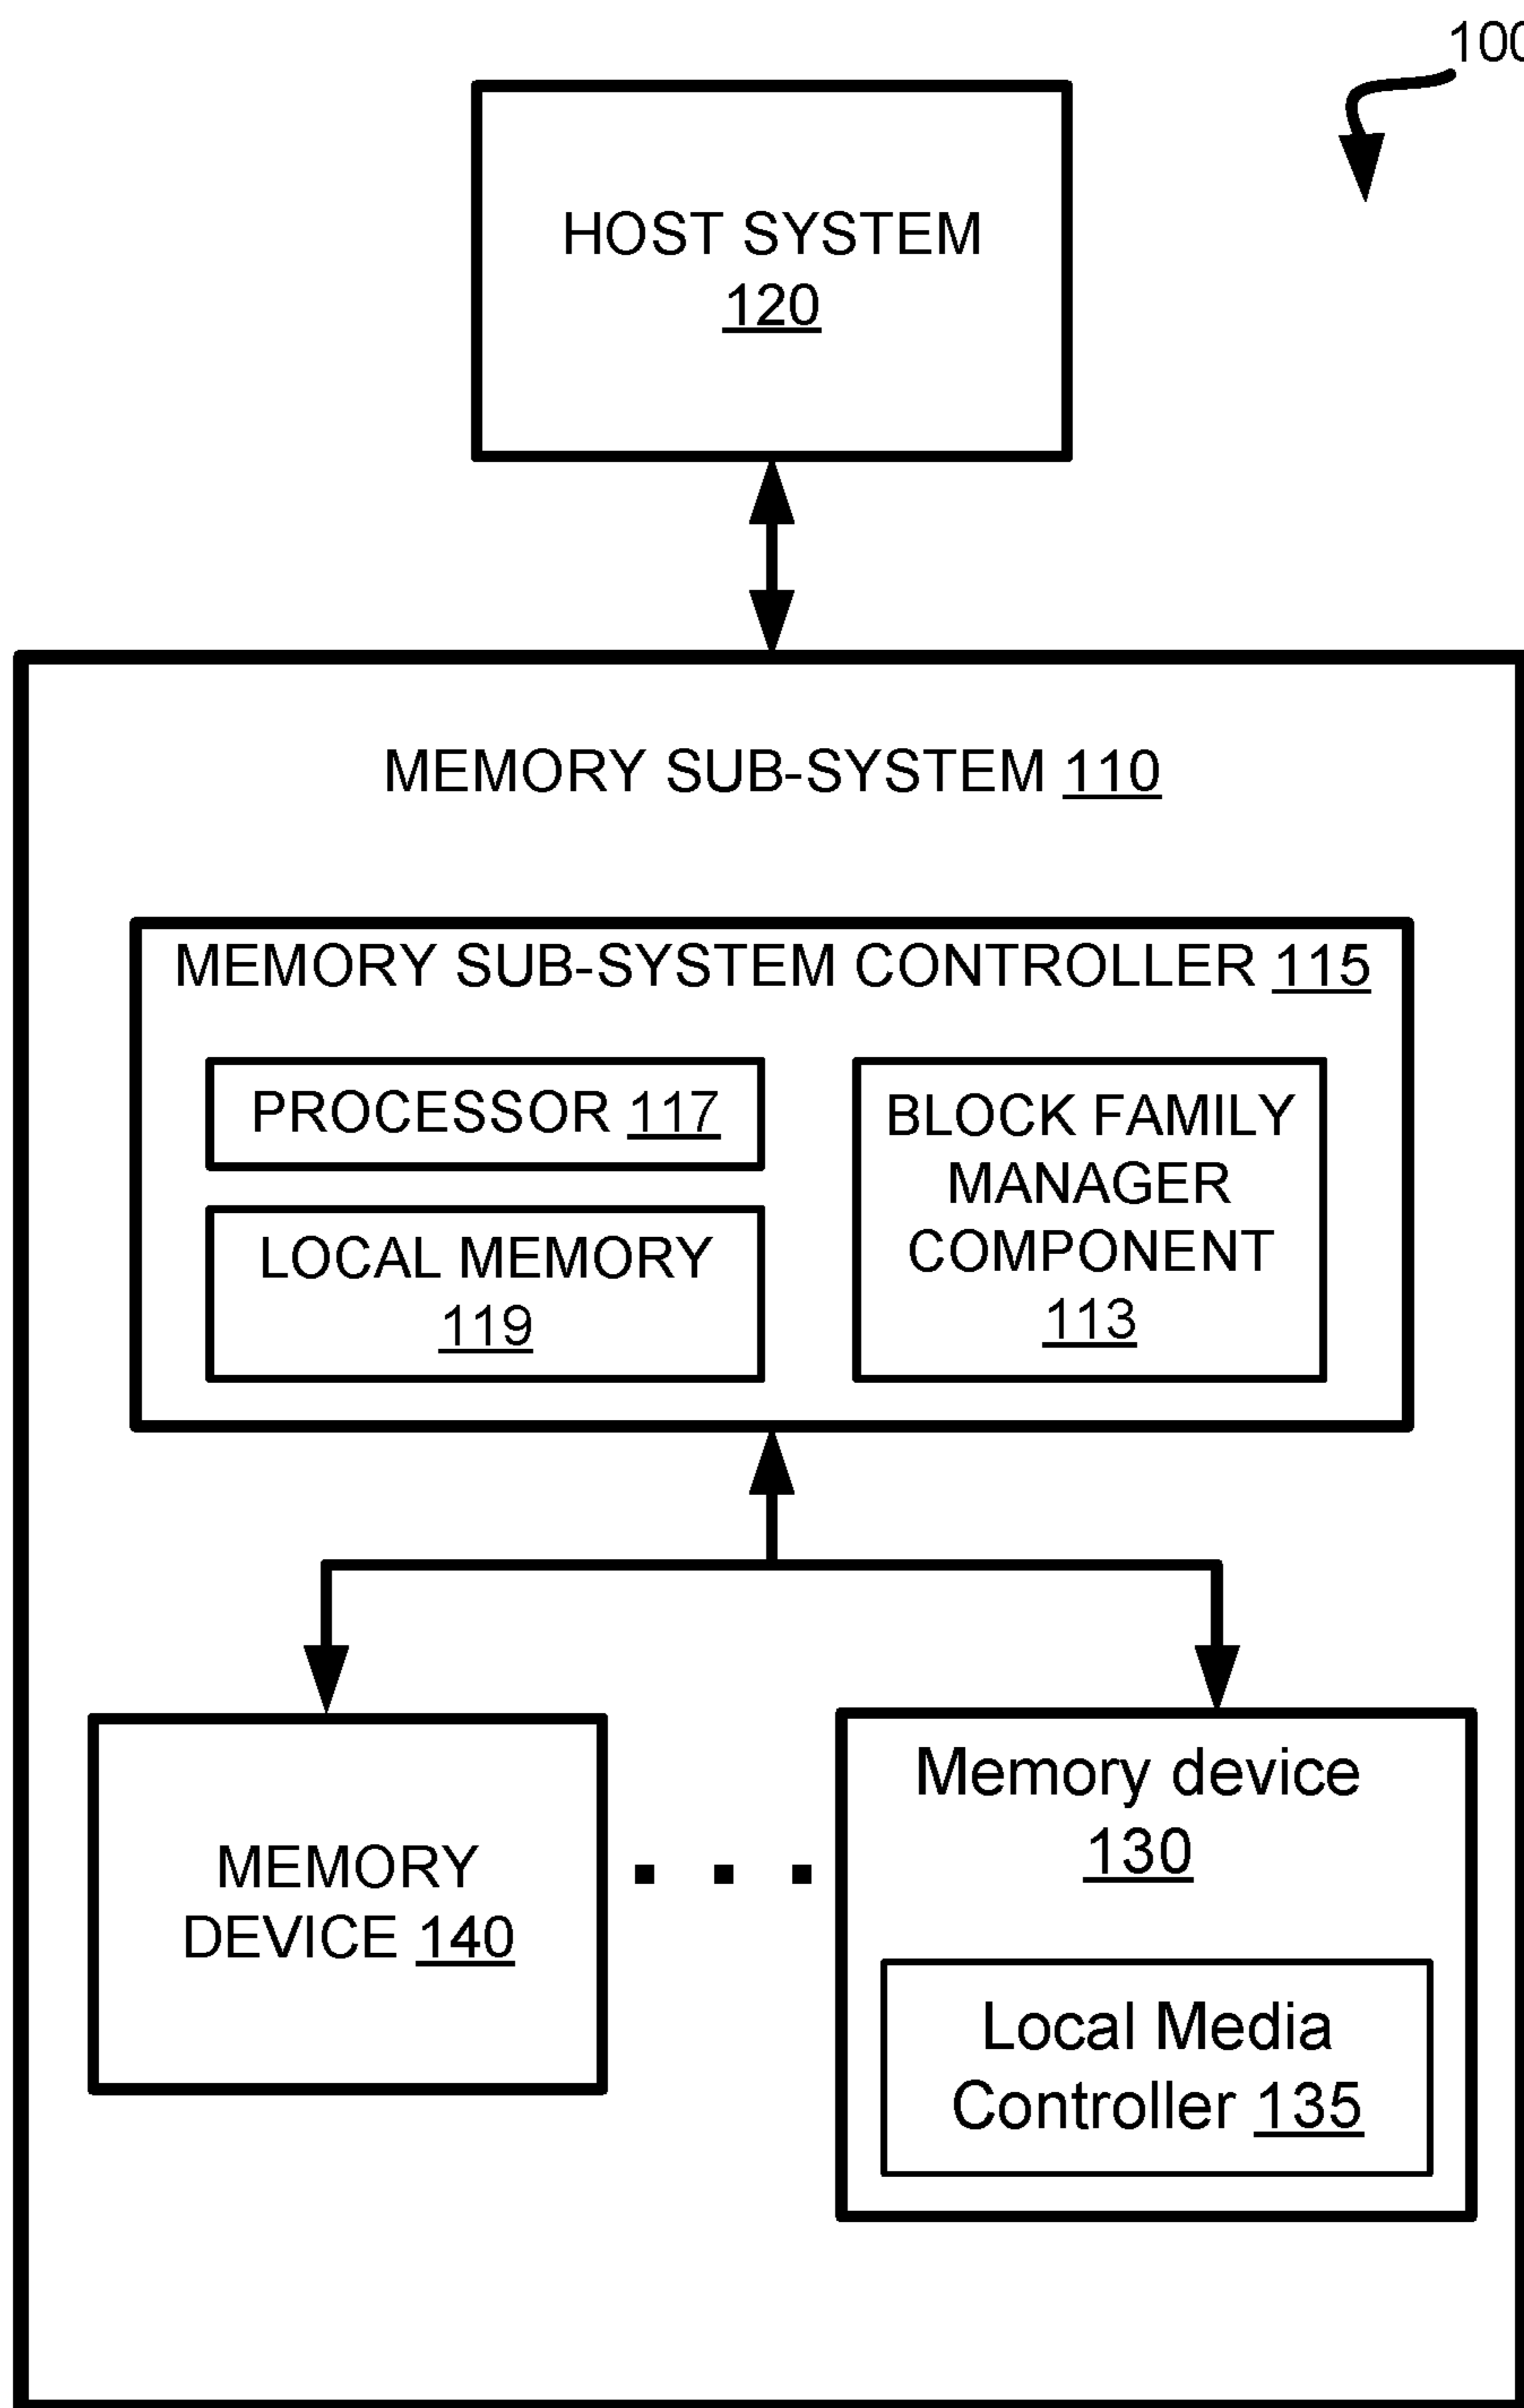 100
HOST SYSTEM
120
MEMORY SUB-SYSTEM 110
MEMORY SUB-SYSTEM CONTROLLER 115
PROCESSOR 117
LOCAL MEMORY
119
BLOCK FAMILY
MANAGER
COMPONENT
113
MEMORY
DEVICE 140
Memory device
130
Local Media
Controller 135